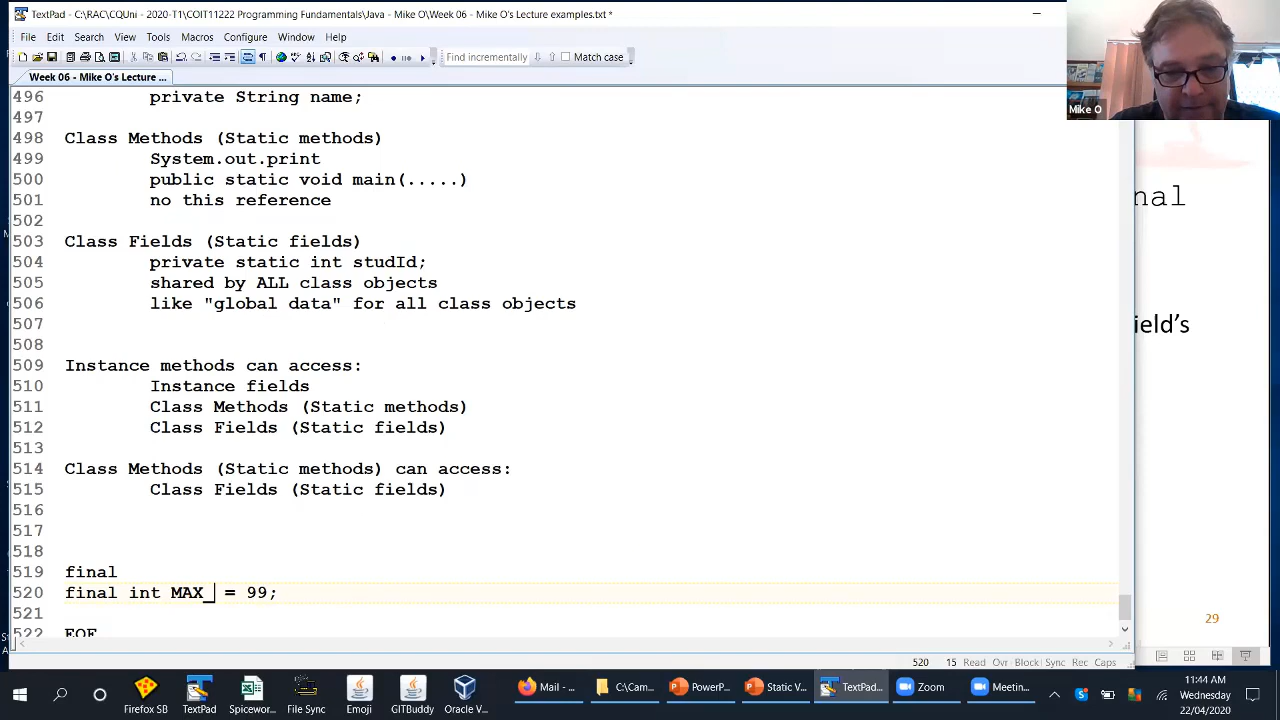 TextPad - C:\RAC\CQUni - 2020-T1\COIT11222 Programming Fundamentals\Java - Mike O\Week 06 - Mike O's Lecture examples.txt *
File Edit Search View Tools Macros Configure Window Help
Find incrementally Match case
Week 06 - Mike O's Lecture ...
Mike O
496 private String name;
497
498 Class Methods (Static methods)
499 System.out.print
500 public static void main(.....)
501 no this reference
502
503 Class Fields (Static fields)
504 private static int studId;
505 shared by ALL class objects
506 like "global data" for all class objects
507
508
509 Instance methods can access:
510 Instance fields
511 Class Methods (Static methods)
512 Class Fields (Static fields)
513
514 Class Methods (Static methods) can access:
515 Class Fields (Static fields)
516
517
518
519 final
520 final int MAX_ = 99;
521
522 EOF
nal
ield's
29
520 15 Read Ovr Block Sync Rec Caps
Firefox SB TextPad Spicewor... File Sync Emoji GITBuddy Oracle V...
Mail - ... C:\Cam... PowerP... Static V... TextPad... Zoom Meetin...
11:44 AM
Wednesday
22/04/2020